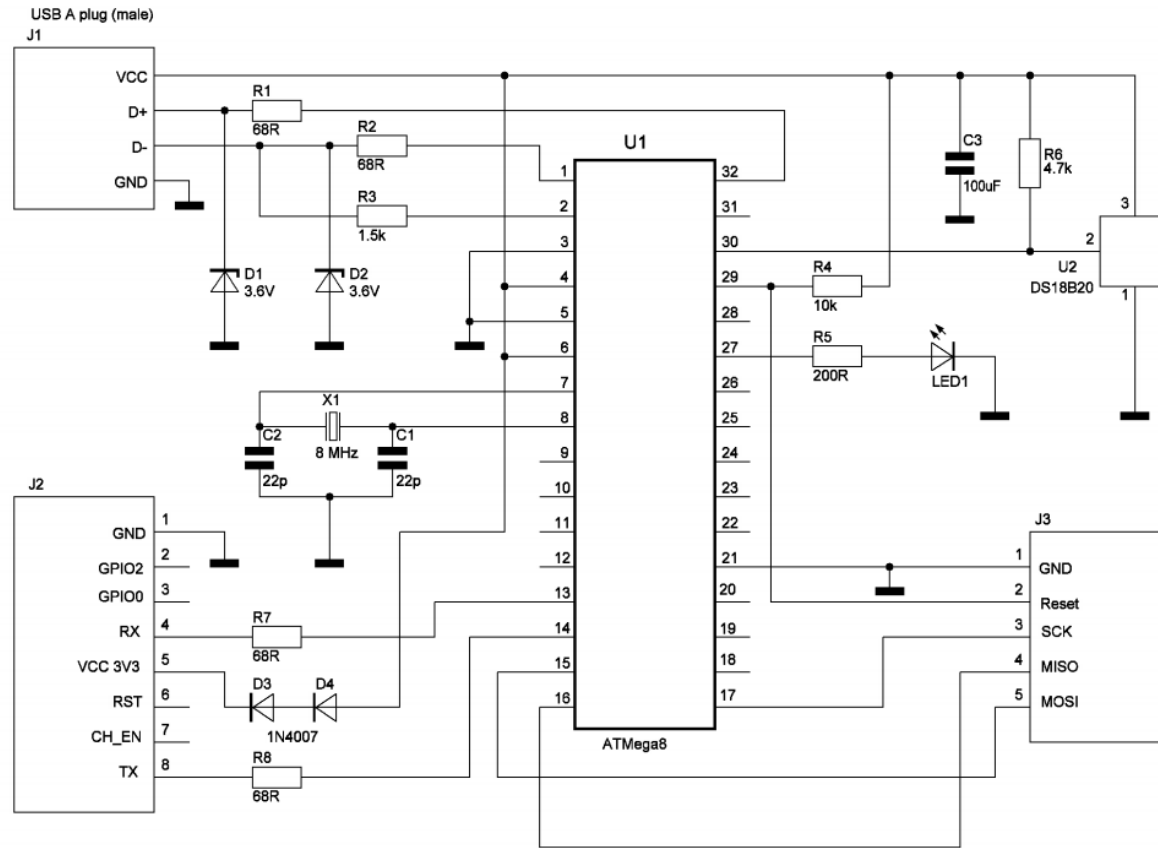 USB A plug (male)
J1
VCC
D+
D-
GND
R1
68R
R2
68R
R3
1.5k
D1
3.6V
D2
3.6V
U1
1
2
3
4
5
6
7
8
9
10
11
12
13
14
15
16
32
31
30
29
28
27
26
25
24
23
22
21
20
19
18
17
ATMega8
C3
100uF
R6
4.7k
3
2
1
U2
DS18B20
R4
10k
R5
200R
LED1
X1
8 MHz
C2
22p
C1
22p
J2
GND 1
GPIO2 2
GPIO0 3
RX 4
VCC 3V3 5
RST 6
CH_EN 7
TX 8
R7
68R
D3 D4
1N4007
R8
68R
J3
1 GND
2 Reset
3 SCK
4 MISO
5 MOSI